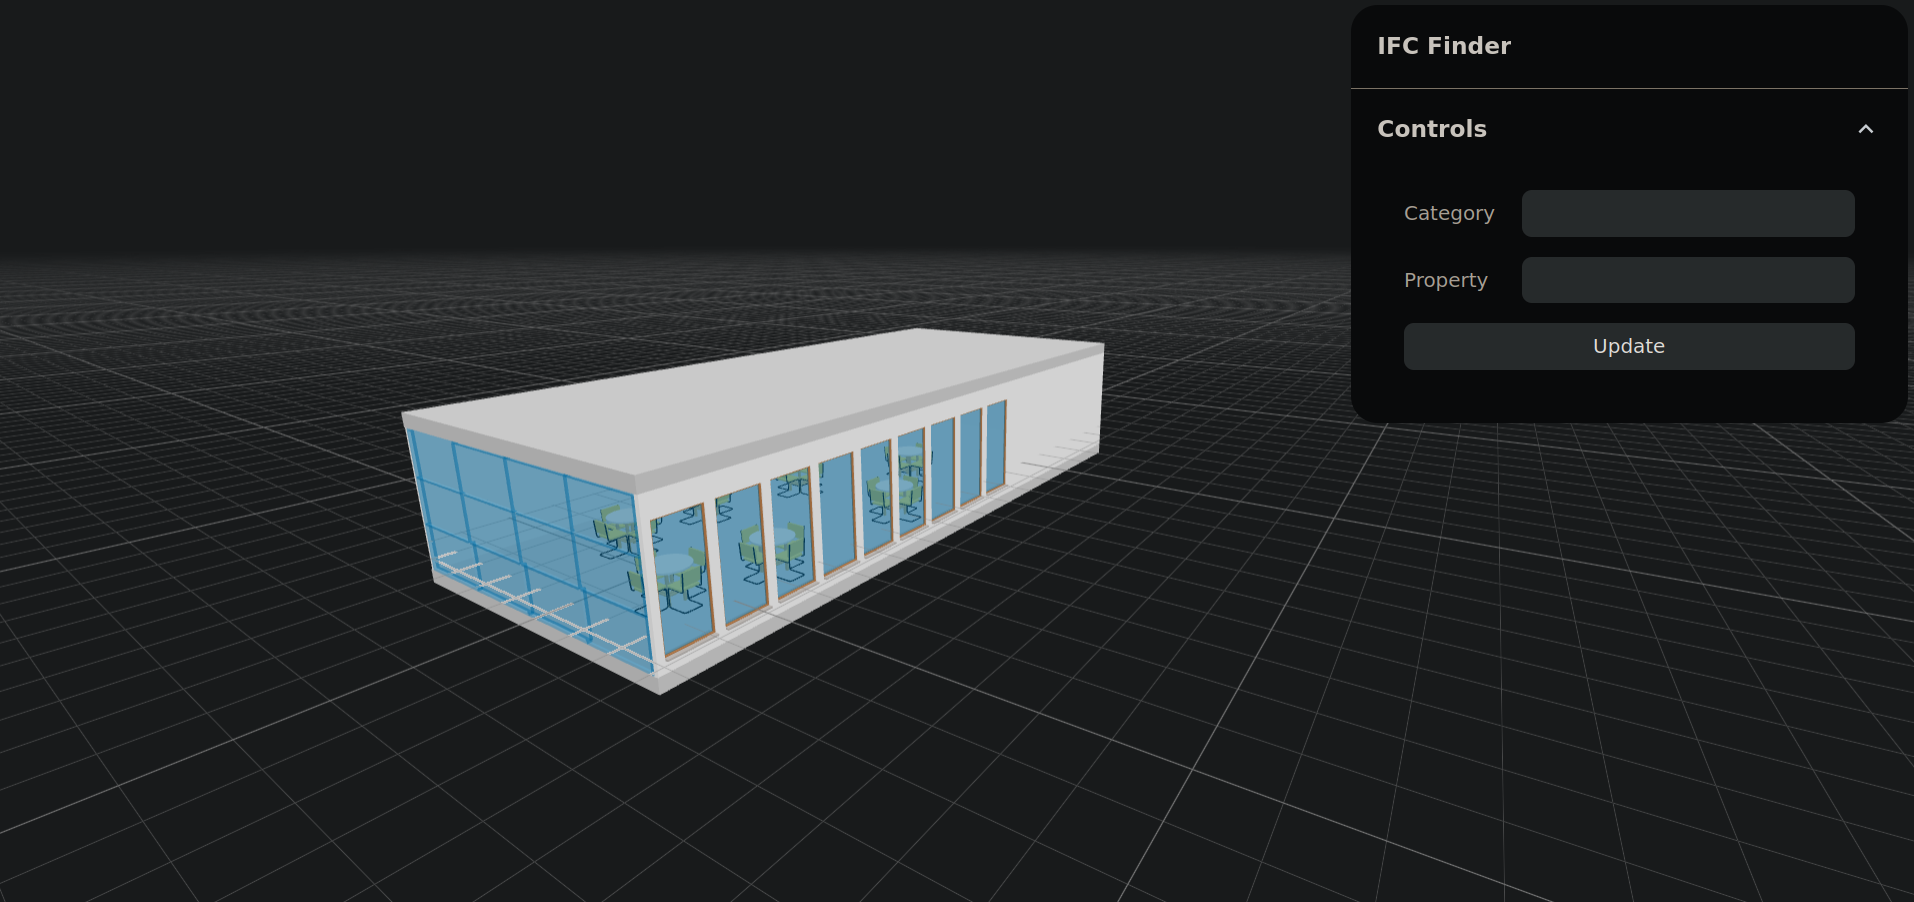 IFC Finder
Controls
Category
Property
Update